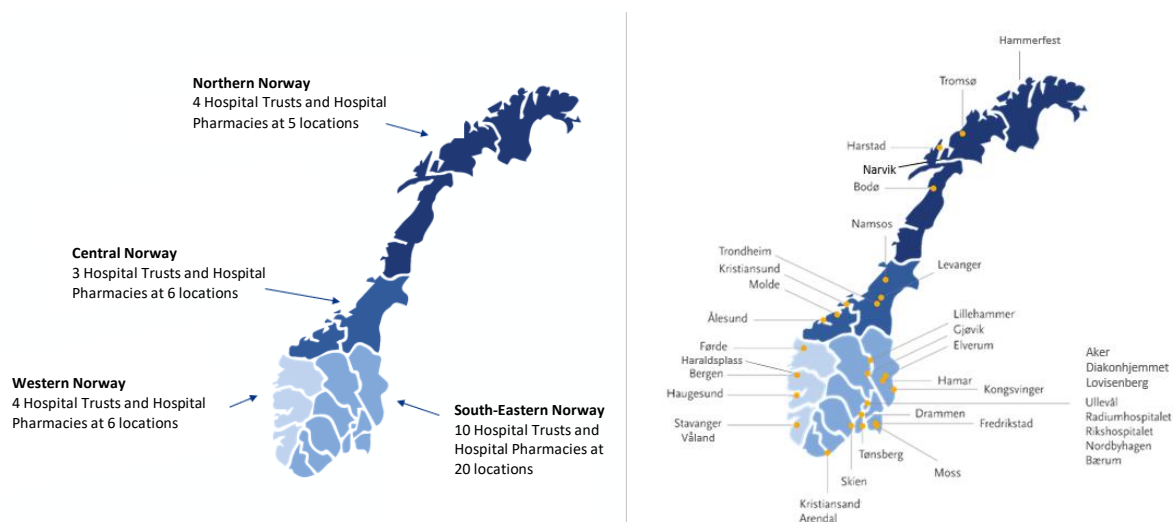 Northern Norway
4 Hospital Trusts and Hospital
Pharmacies at 5 locations
Central Norway
3 Hospital Trusts and Hospital
Pharmacies at 6 locations
Western Norway
4 Hospital Trusts and Hospital
Pharmacies at 6 locations
South-Eastern Norway
10 Hospital Trusts and
Hospital Pharmacies at
20 locations
Hammerfest
Tromsø
Harstad
Narvik
Bodø
Namsos
Trondheim
Kristiansund
Molde
Levanger
Ålesund
Lillehammer
Gjøvik
Elverum
Førde
Haraldsplass
Bergen
Haugesund
Hamar
Kongsvinger
Stavanger
Våland
Drammen
Fredrikstad
Tønsberg
Moss
Skien
Kristiansand
Arendal
Aker
Diakonhjemmet
Lovisenberg
Ullevål
Radiumhospitalet
Rikshospitalet
Nordbyhagen
Bærum